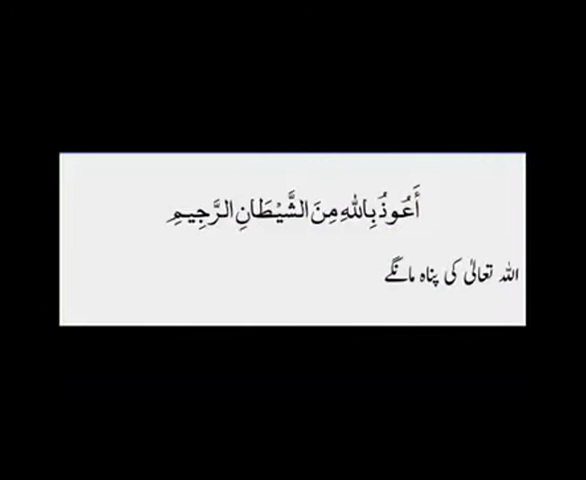 أَعُوذُ بِاللهِ مِنَ الشَّيْطَانِ الرَّجِيمِ
اللہ تعالیٰ کی پناہ مانگے